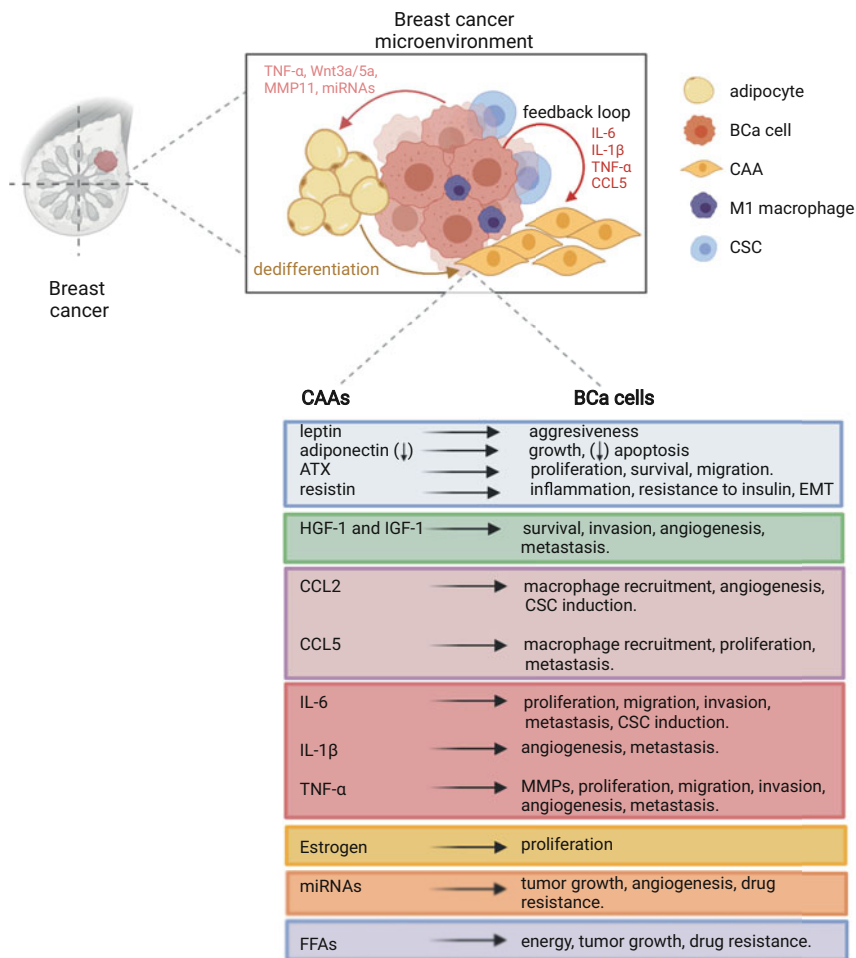 Breast cancer
microenvironment
TNF-α, Wnt3a/5a,
MMP11, miRNAs
feedback loop
IL-6
IL-1β
TNF-α
CCL5
dedifferentiation
adipocyte
BCa cell
CAA
M1 macrophage
CSC
Breast
cancer
CAAs BCa cells
leptin aggresiveness
adiponectin (↓) growth, (↓) apoptosis
ATX proliferation, survival, migration.
resistin inflammation, resistance to insulin, EMT
HGF-1 and IGF-1 survival, invasion, angiogenesis,
metastasis.
CCL2 macrophage recruitment, angiogenesis,
CSC induction.
CCL5 macrophage recruitment, proliferation,
metastasis.
IL-6 proliferation, migration, invasion,
metastasis, CSC induction.
IL-1β angiogenesis, metastasis.
TNF-α MMPs, proliferation, migration, invasion,
angiogenesis, metastasis.
Estrogen proliferation
miRNAs tumor growth, angiogenesis, drug
resistance.
FFAs energy, tumor growth, drug resistance.